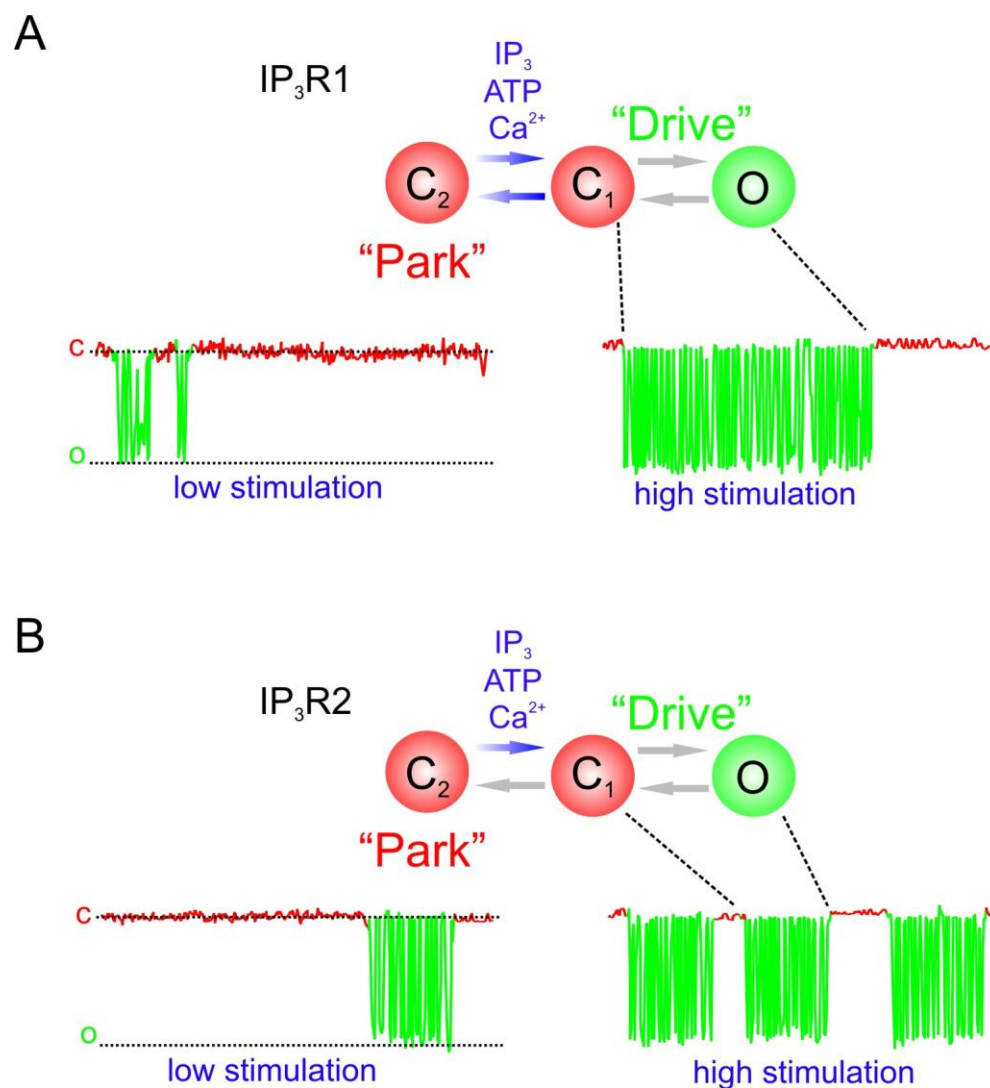 A
IP₃R1
IP₃
ATP
Ca²⁺
“Drive”
C₂
C₁
O
“Park”
c
o
low stimulation
high stimulation
B
IP₃R2
IP₃
ATP
Ca²⁺
“Drive”
C₂
C₁
O
“Park”
c
o
low stimulation
high stimulation